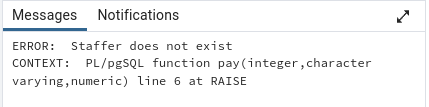 Messages Notifications
ERROR:  Staffer does not exist
CONTEXT:  PL/pgSQL function pay(integer,character
varying,numeric) line 6 at RAISE